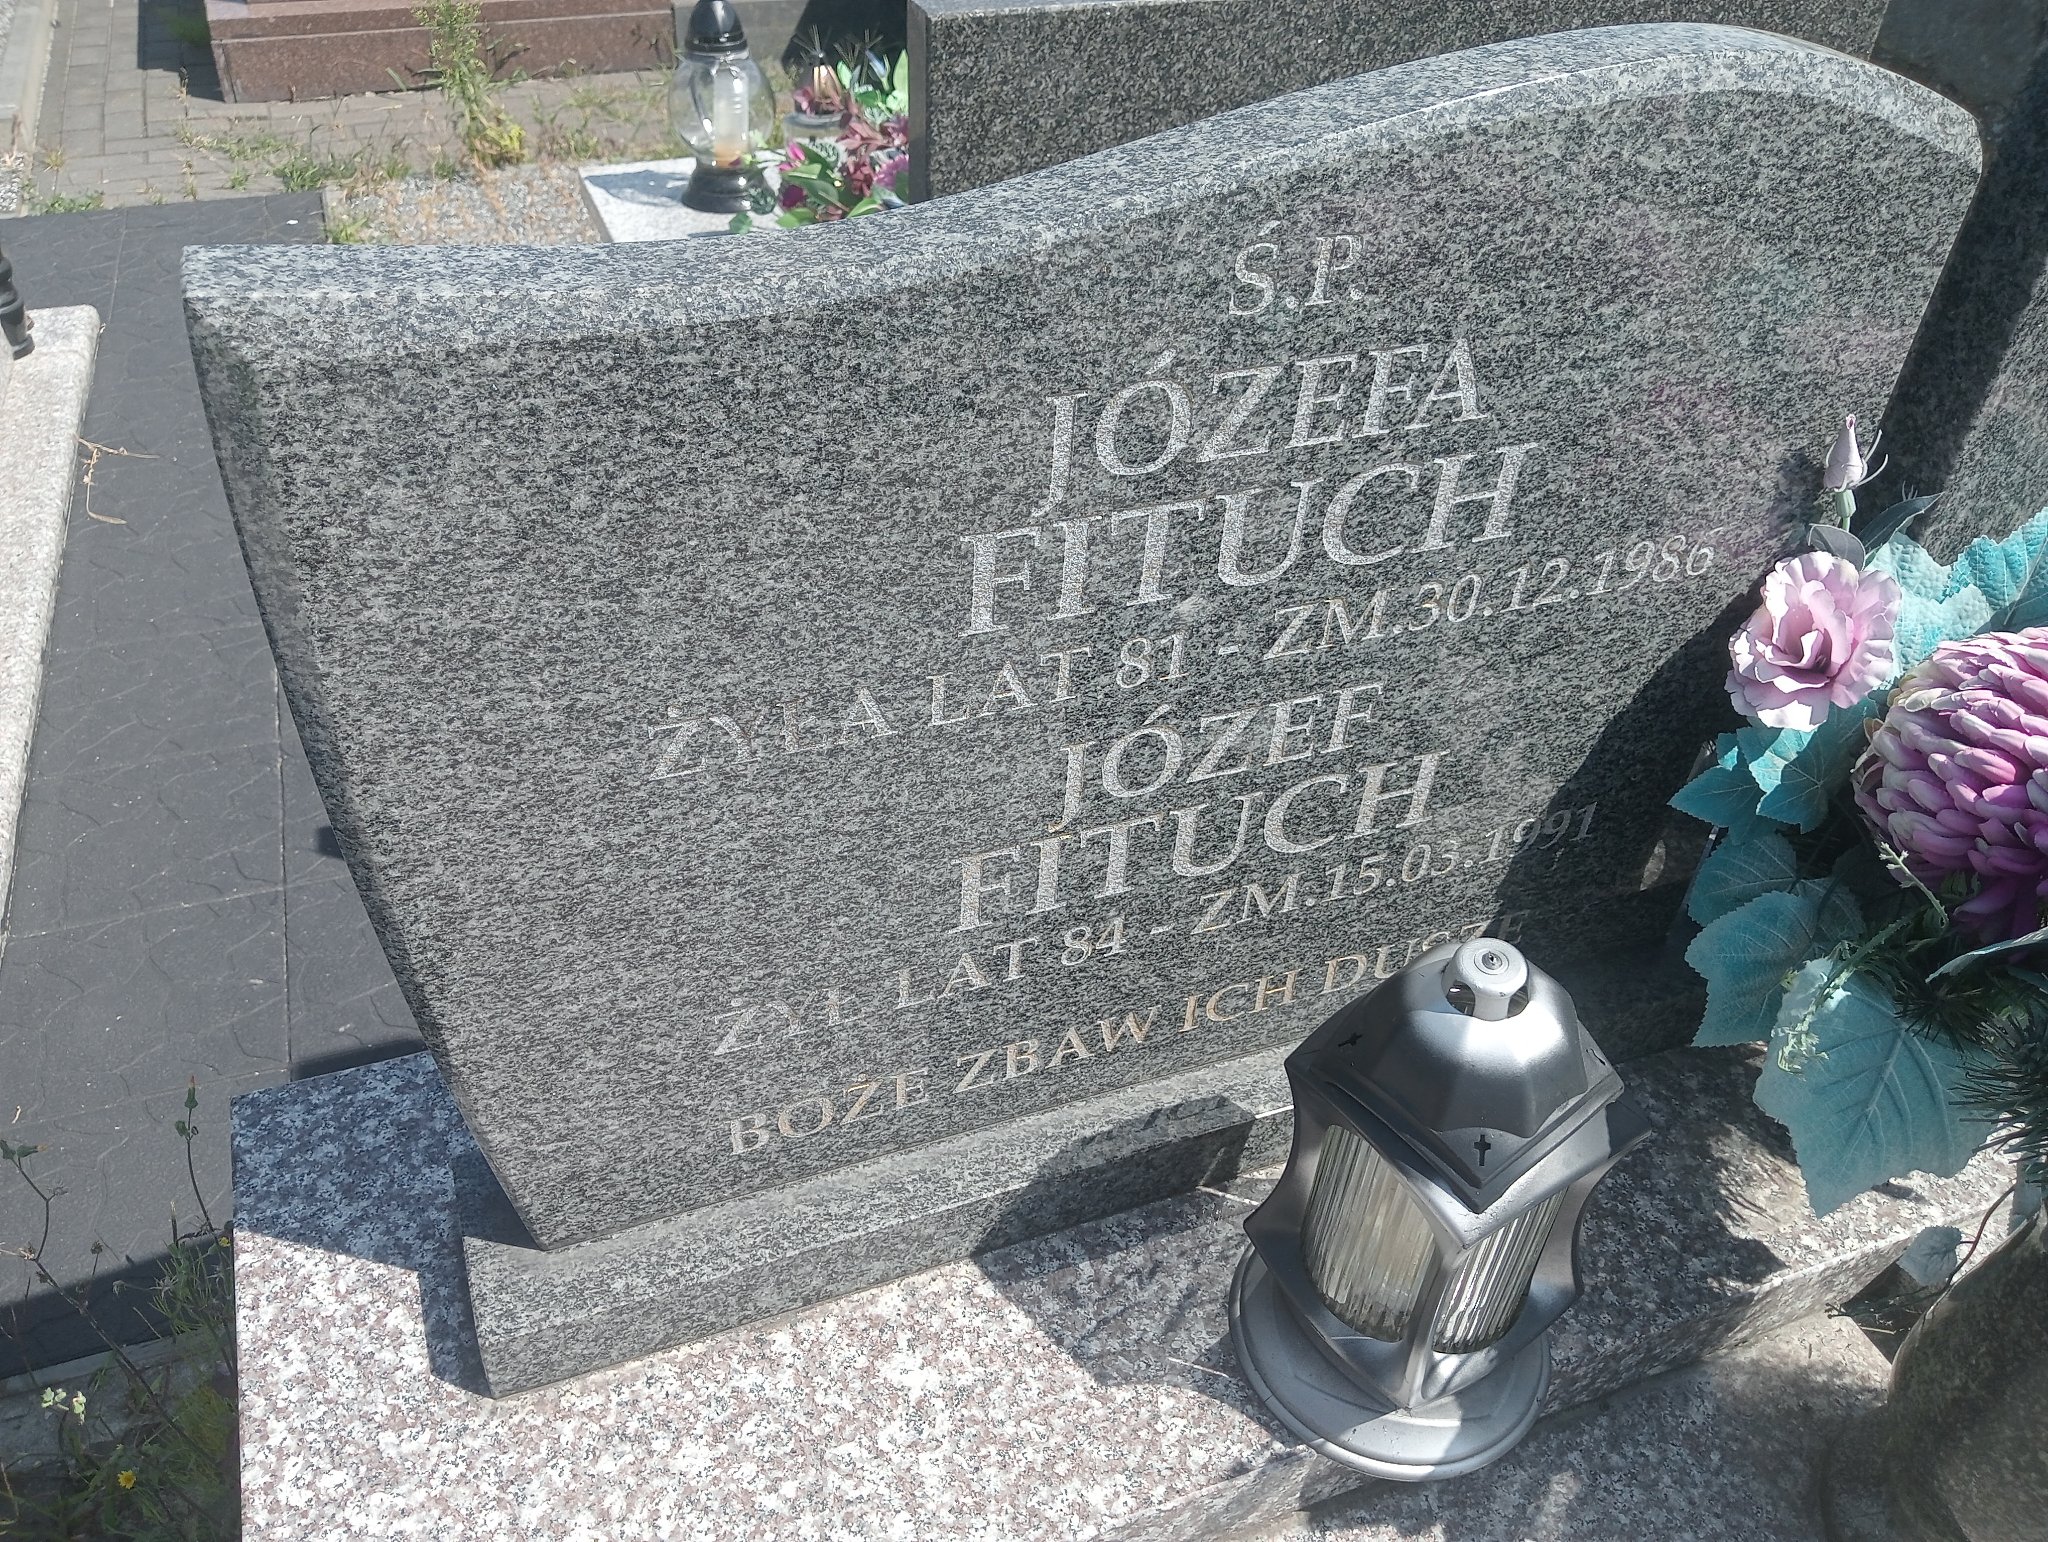 Ś.P.
JÓZEFA
FITUCH
ŻYŁA LAT 81 - ZM.30.12.1986
JÓZEF
FITUCH
ŻYŁ LAT 84 - ZM.15.03.1991
BOŻE ZBAW ICH DUSZE